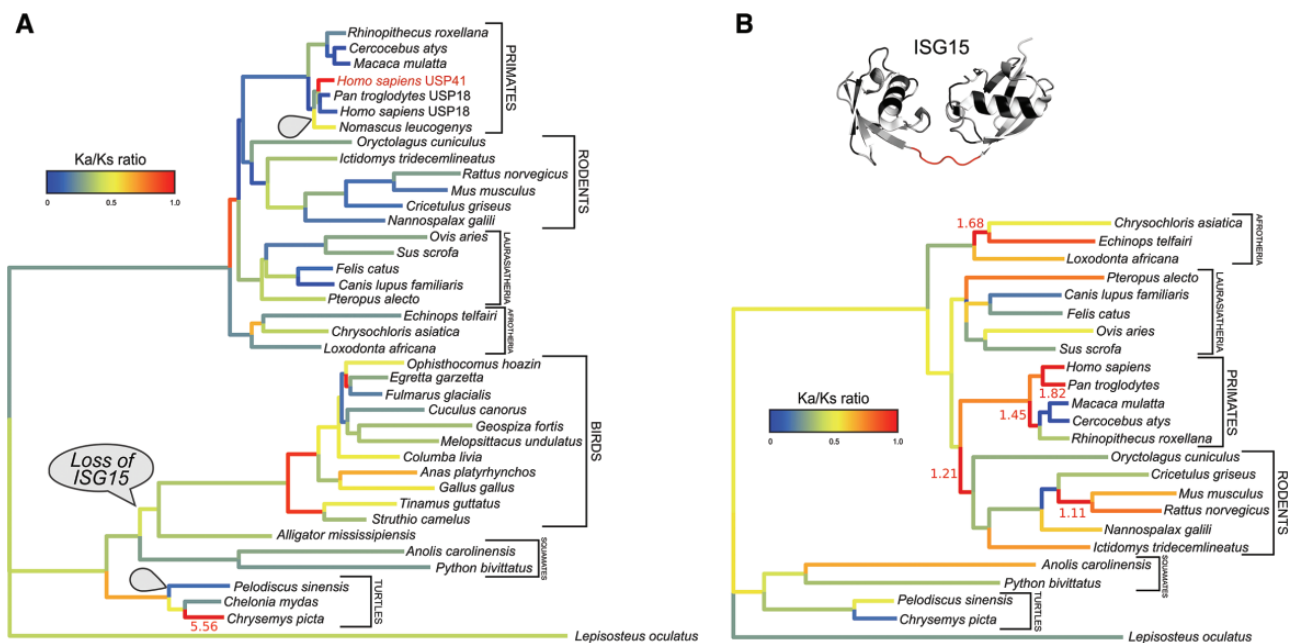 A
Rhinopithecus roxellana
Cercocebus atys
Macaca mulatta
Homo sapiens USP41
Pan troglodytes USP18
Homo sapiens USP18
Nomascus leucogenys
PRIMATES
Oryctolagus cuniculus
Ictidomys tridecemlineatus
Rattus norvegicus
Mus musculus
Cricetulus griseus
Nannospalax galili
RODENTS
Ka/Ks ratio
0 0.5 1.0
Ovis aries
Sus scrofa
Felis catus
Canis lupus familiaris
Pteropus alecto
LAURASIATHERIA
Echinops telfairi
Chrysochloris asiatica
Loxodonta africana
AFROTHERIA
Ophisthocomus hoazin
Egretta garzetta
Fulmarus glacialis
Cuculus canorus
Geospiza fortis
Melopsittacus undulatus
Columba livia
Anas platyrhynchos
Gallus gallus
Tinamus guttatus
Struthio camelus
BIRDS
Loss of
ISG15
Alligator mississipiensis
Anolis carolinensis
Python bivittatus
SQUAMATES
Pelodiscus sinensis
Chelonia mydas
Chrysemys picta
5.56
TURTLES
Lepisosteus oculatus
B
ISG15
1.68
Chrysochloris asiatica
Echinops telfairi
Loxodonta africana
AFROTHERIA
Pteropus alecto
Canis lupus familiaris
Felis catus
Ovis aries
Sus scrofa
LAURASIATHERIA
Homo sapiens
Pan troglodytes
1.82
1.45
Macaca mulatta
Cercocebus atys
Rhinopithecus roxellana
PRIMATES
Ka/Ks ratio
0 0.5 1.0
1.21
Oryctolagus cuniculus
Cricetulus griseus
Mus musculus
1.11
Rattus norvegicus
Nannospalax galili
Ictidomys tridecemlineatus
RODENTS
Anolis carolinensis
Python bivittatus
SQUAMATES
Pelodiscus sinensis
Chrysemys picta
TURTLES
Lepisosteus oculatus